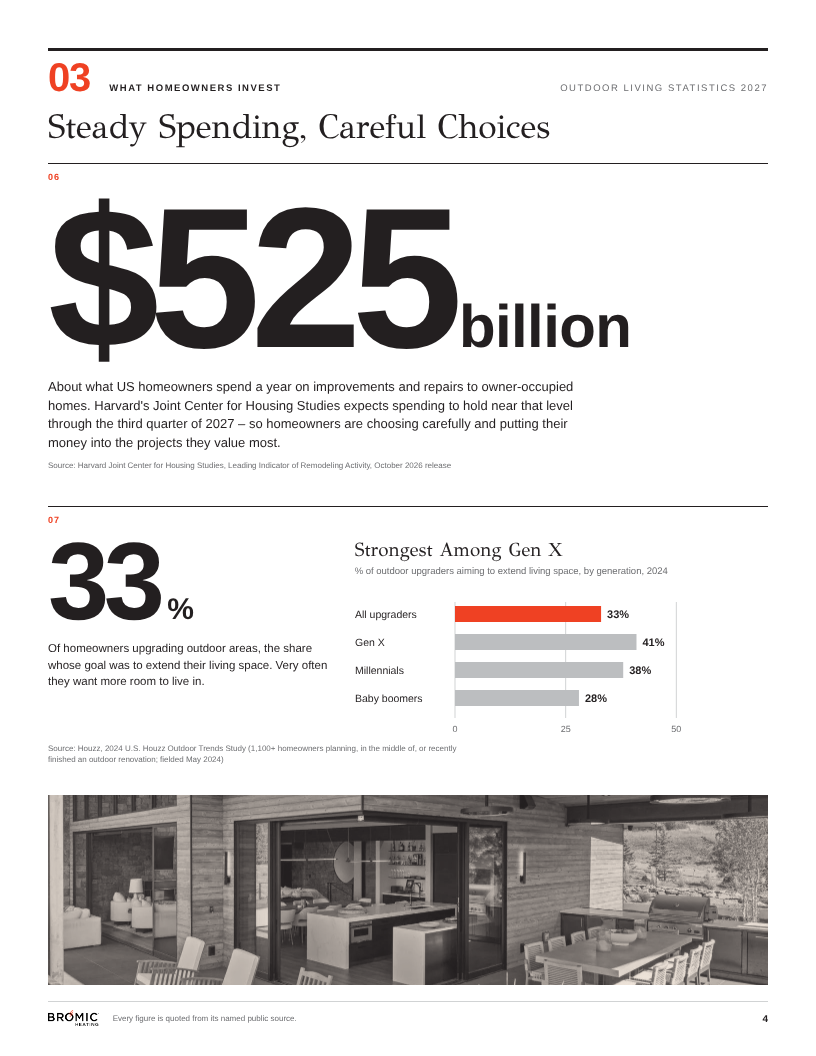 03 WHAT HOMEOWNERS INVEST OUTDOOR LIVING STATISTICS 2027
Steady Spending, Careful Choices
06
$525 billion
About what US homeowners spend a year on improvements and repairs to owner-occupied
homes. Harvard's Joint Center for Housing Studies expects spending to hold near that level
through the third quarter of 2027 – so homeowners are choosing carefully and putting their
money into the projects they value most.
Source: Harvard Joint Center for Housing Studies, Leading Indicator of Remodeling Activity, October 2026 release
07
33 %
Of homeowners upgrading outdoor areas, the share
whose goal was to extend their living space. Very often
they want more room to live in.
Strongest Among Gen X
% of outdoor upgraders aiming to extend living space, by generation, 2024
All upgraders 33%
Gen X 41%
Millennials 38%
Baby boomers 28%
0 25 50
Source: Houzz, 2024 U.S. Houzz Outdoor Trends Study (1,100+ homeowners planning, in the middle of, or recently
finished an outdoor renovation; fielded May 2024)
BROMIC
HEATING
Every figure is quoted from its named public source.
4